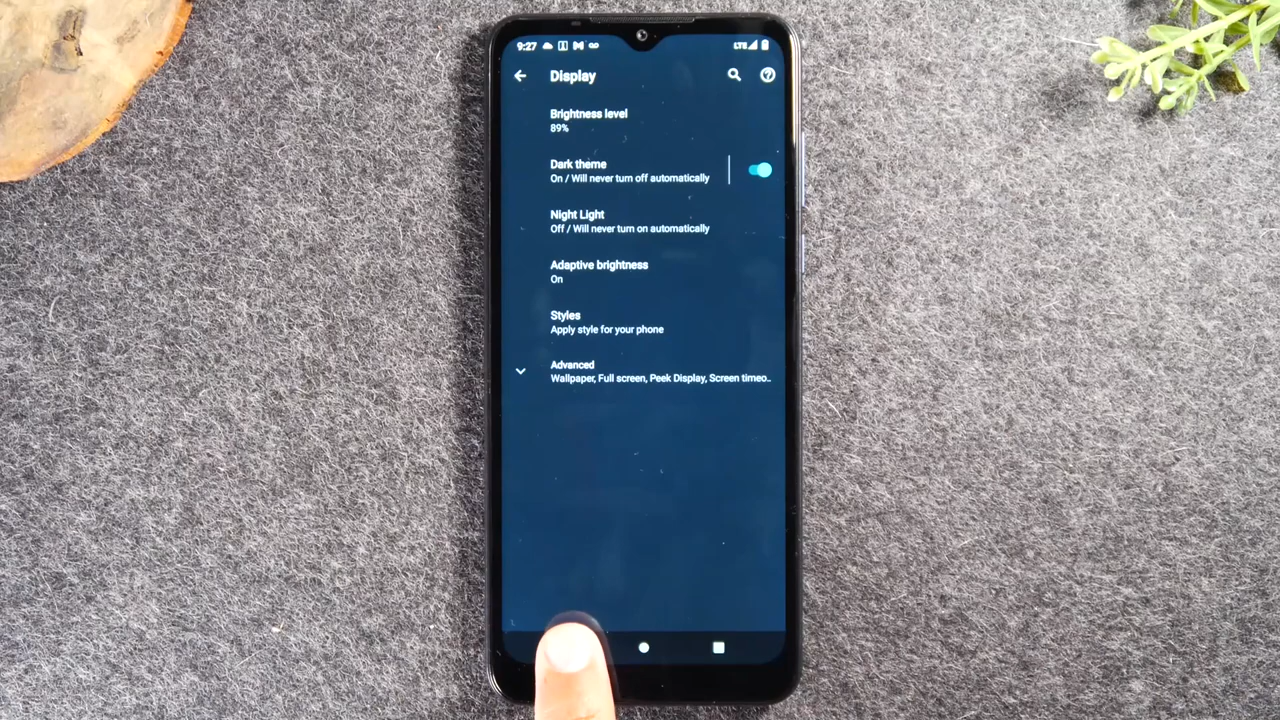 9:27 LTE
Display
Brightness level
89%
Dark theme
On / Will never turn off automatically
Night Light
Off / Will never turn on automatically
Adaptive brightness
On
Styles
Apply style for your phone
Advanced
Wallpaper, Full screen, Peek Display, Screen timeo..